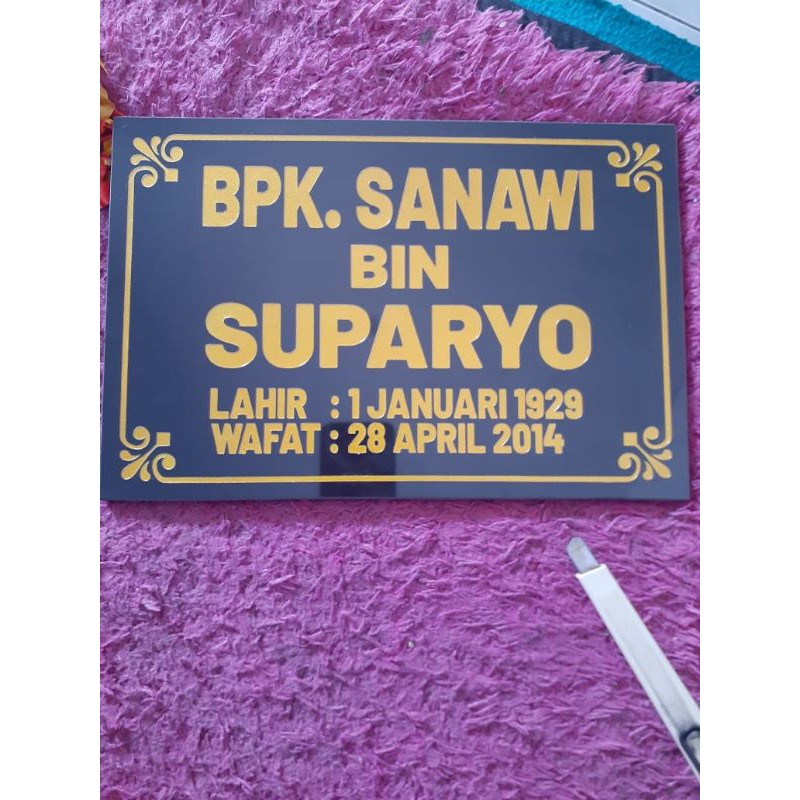 BPK. SANAWI
BIN
SUPARYO
LAHIR : 1 JANUARI 1929
WAFAT : 28 APRIL 2014